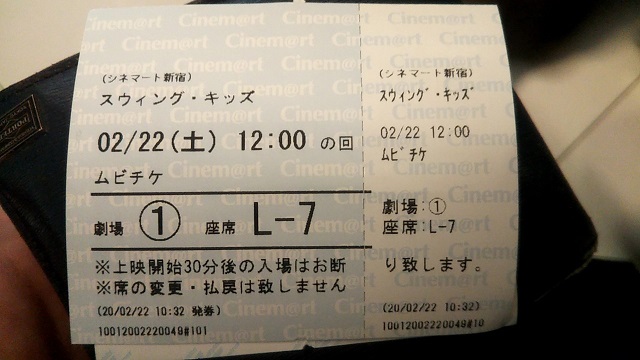 (シネマート新宿)
スウィング・キッズ
02/22(土) 12:00 の回
ムビチケ
劇場 ① 座席 L-7
※上映開始30分後の入場はお断り致します。
※席の変更・払戻は致しません
(20/02/22 10:32 発券)
10012002220049#101
(シネマート新宿)
スウィング・キッズ
02/22 12:00
ムビチケ
劇場:①
座席:L-7
(20/02/22 10:32)
10012002220049#10
Cinem@rt